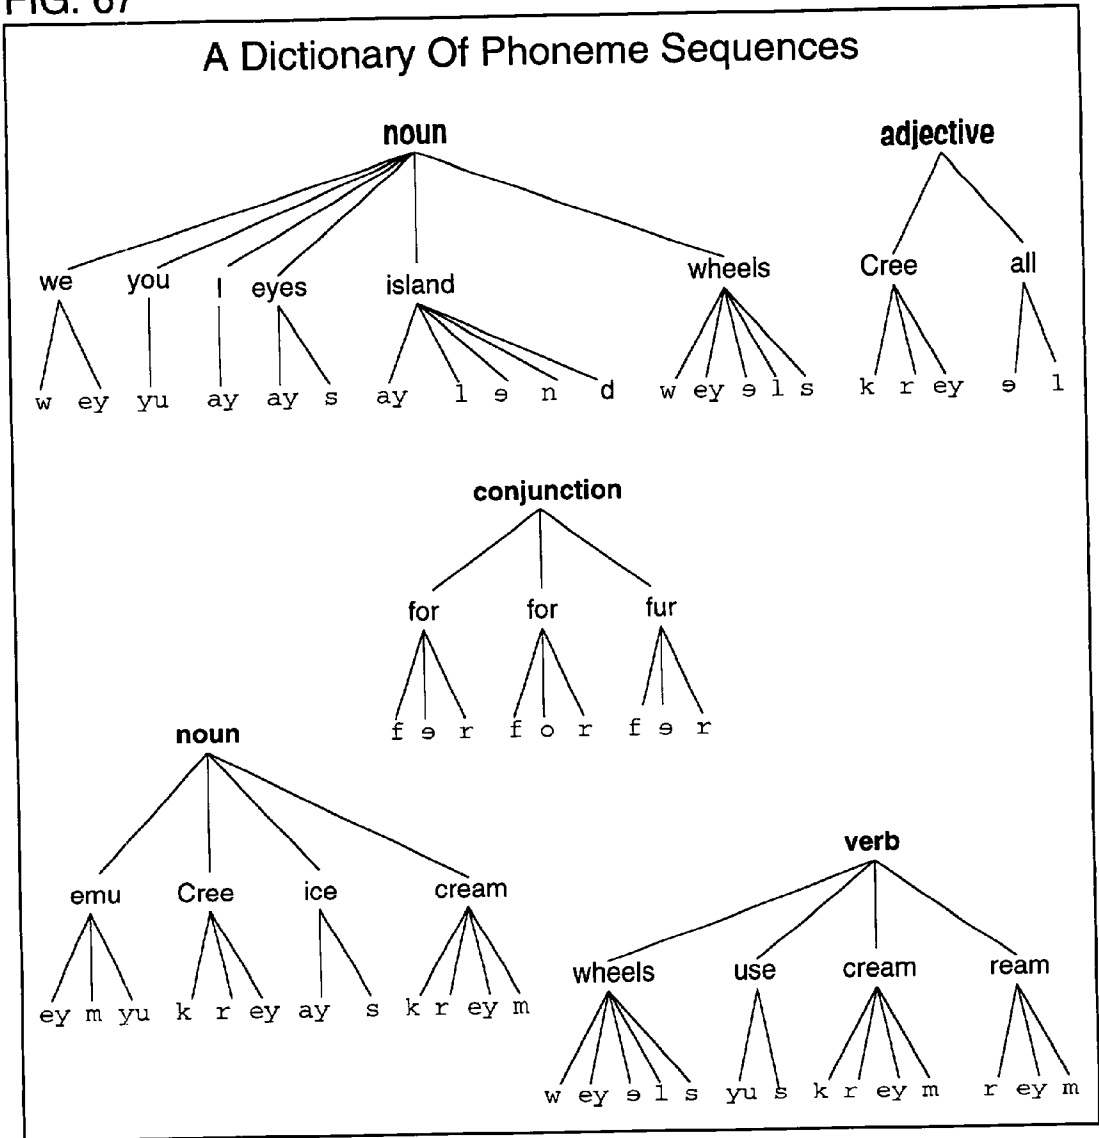 FIG. 67
A Dictionary Of Phoneme Sequences
noun adjective
we you I eyes island wheels Cree all
w ey yu ay ay s ay l ɘ n d w ey ɘ l s k r ey ɘ l
conjunction
for for fur
f ɘ r f o r f ɘ r
noun
verb
emu Cree ice cream
wheels use cream ream
ey m yu k r ey ay s k r ey m
w ey ɘ l s yu s k r ey m r ey m